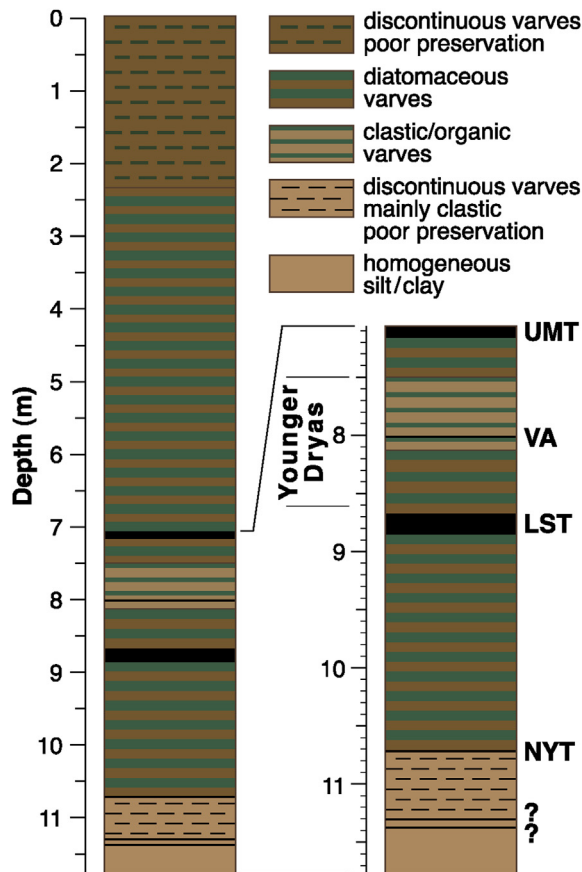 0
1
2
3
4
5
6
7
8
9
10
11
Depth (m)
discontinuous varves
poor preservation
diatomaceous
varves
clastic/organic
varves
discontinuous varves
mainly clastic
poor preservation
homogeneous
silt/clay
Younger
Dryas
8
9
10
11
UMT
VA
LST
NYT
?
?